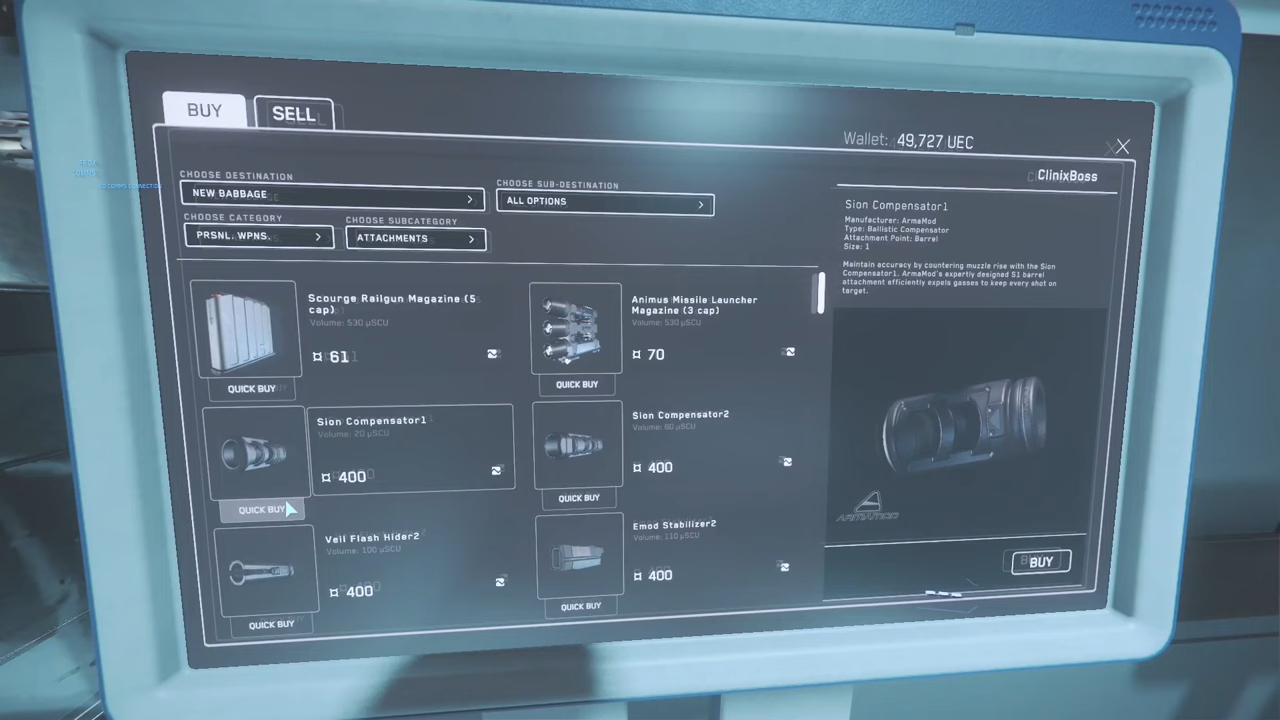 BUY
SELL
Wallet: 49,727 UEC
ClinixBoss
CHOOSE DESTINATION
NEW BABBAGE
CHOOSE SUB-DESTINATION
ALL OPTIONS
CHOOSE CATEGORY
PRSNL. WPNS.
CHOOSE SUBCATEGORY
ATTACHMENTS
Scourge Railgun Magazine (5
cap)
Volume: 530 µSCU
¤ 61
QUICK BUY
Animus Missile Launcher
Magazine (3 cap)
Volume: 530 µSCU
¤ 70
QUICK BUY
Sion Compensator1
Volume: 20 µSCU
¤ 400
QUICK BUY
Sion Compensator2
Volume: 60 µSCU
¤ 400
QUICK BUY
Veil Flash Hider2
Volume: 100 µSCU
¤ 400
QUICK BUY
Emod Stabilizer2
Volume: 110 µSCU
¤ 400
QUICK BUY
Sion Compensator1
Manufacturer: ArmaMod
Type: Ballistic Compensator
Attachment Point: Barrel
Size: 1
Maintain accuracy by countering muzzle rise with the Sion
Compensator1. ArmaMod's expertly designed S1 barrel
attachment efficiently expels gasses to keep every shot on
target.
ARMAMOD
BUY